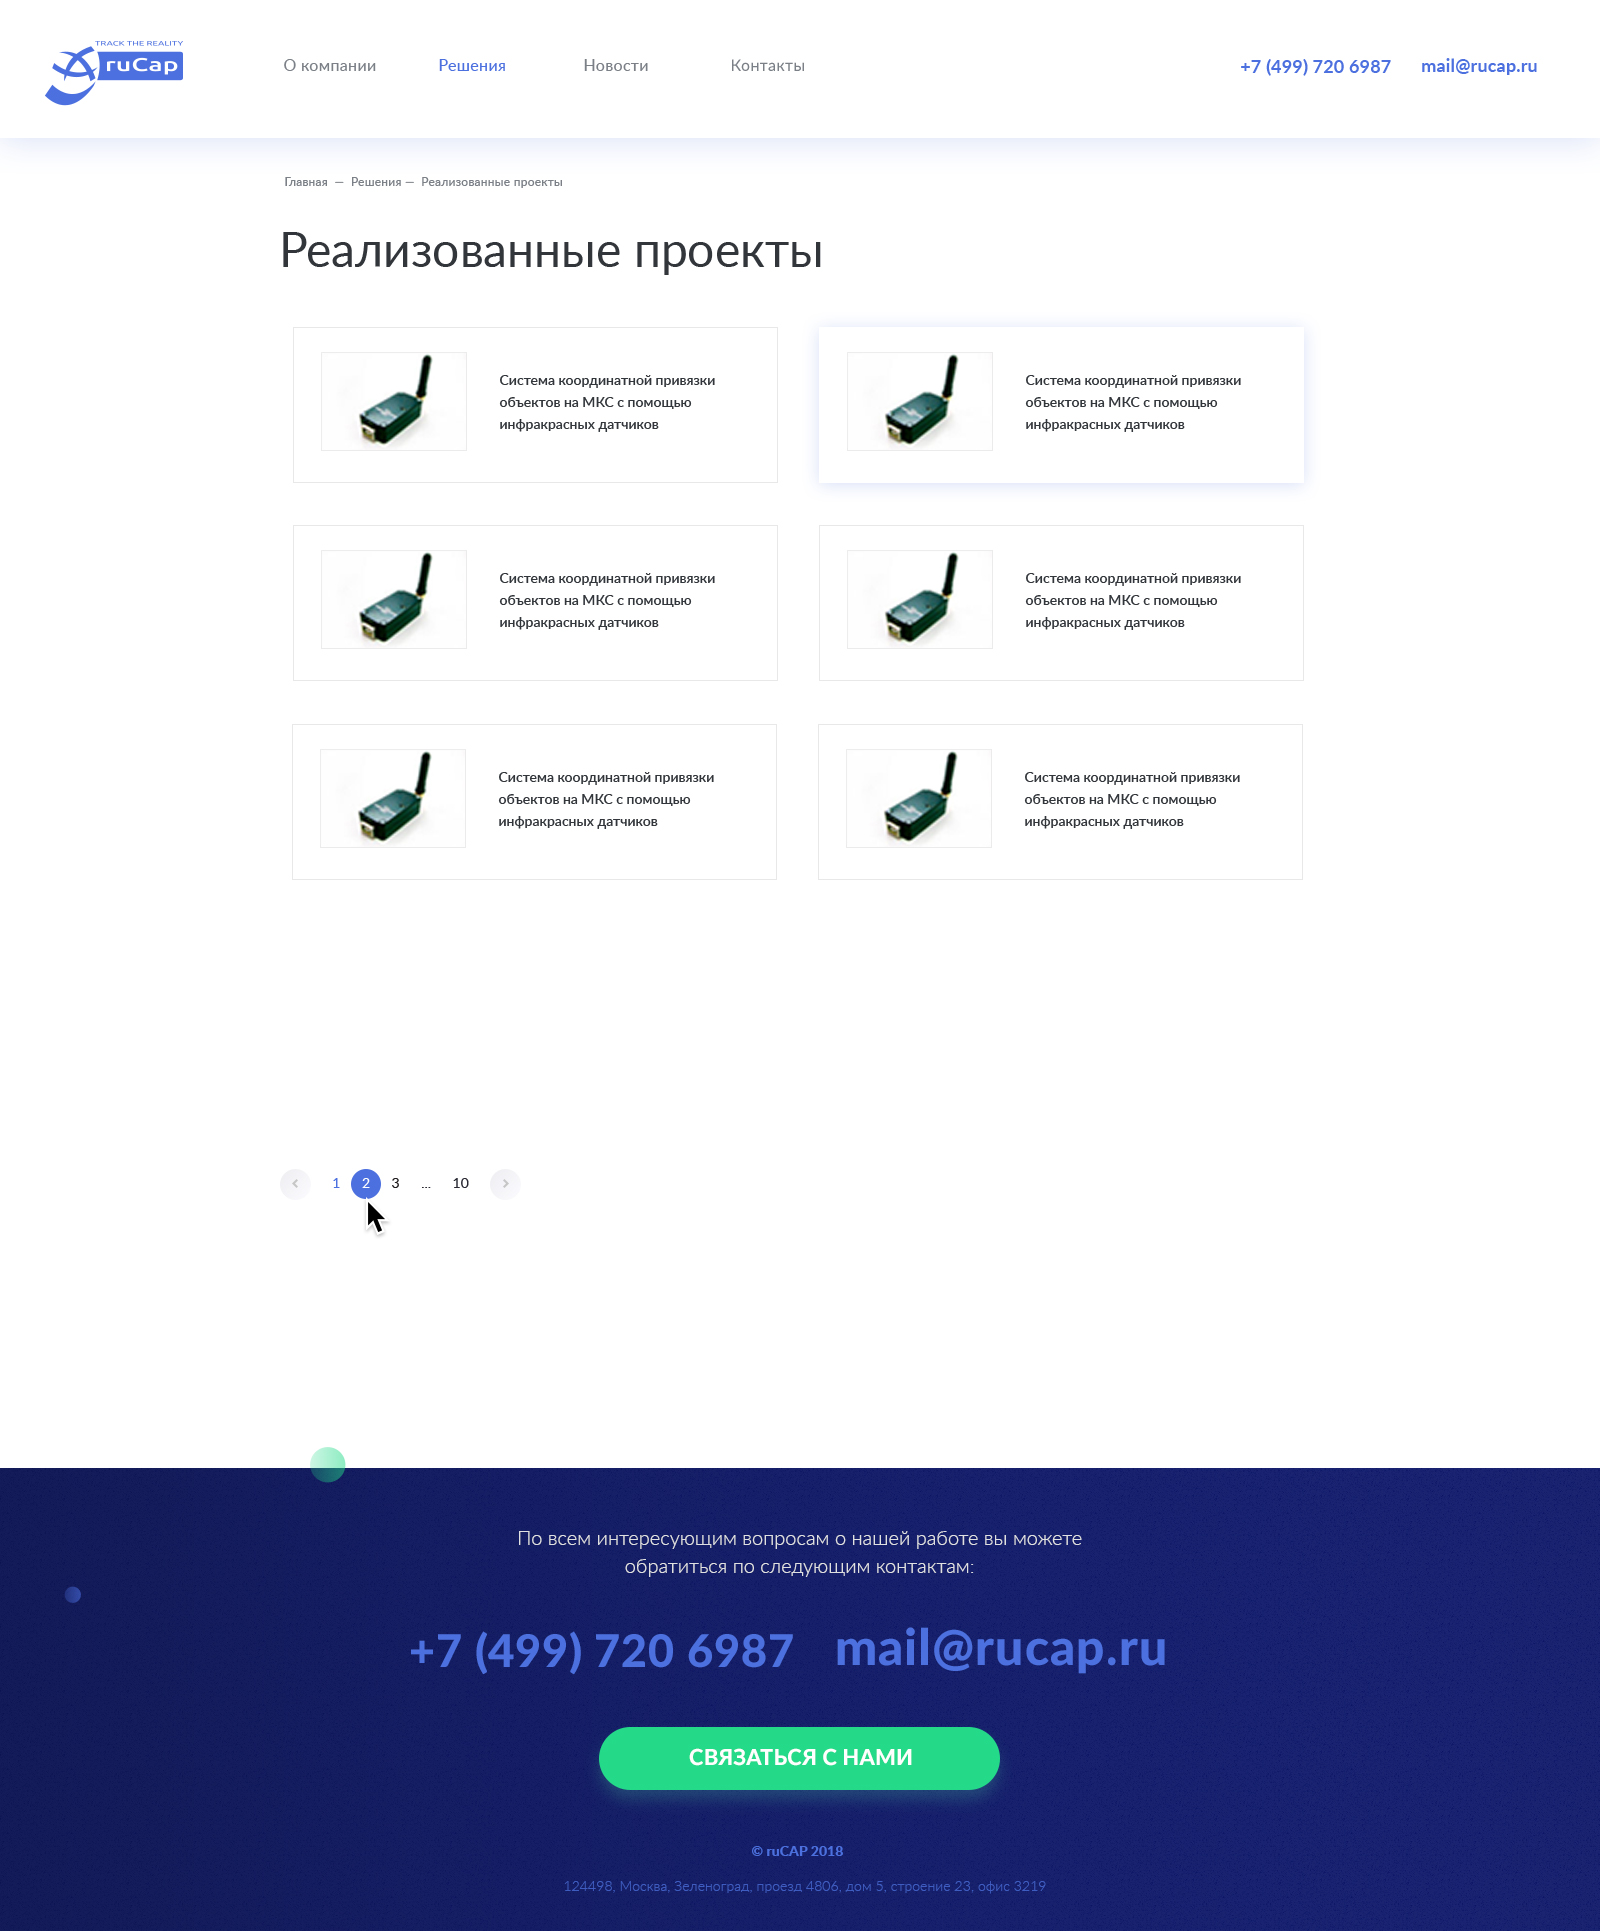 TRACK THE REALITY
ruCap
О компании
Решения
Новости
Контакты
+7 (499) 720 6987
mail@rucap.ru
Главная — Решения — Реализованные проекты
Реализованные проекты
Система координатной привязки
объектов на МКС с помощью
инфракрасных датчиков
Система координатной привязки
объектов на МКС с помощью
инфракрасных датчиков
Система координатной привязки
объектов на МКС с помощью
инфракрасных датчиков
Система координатной привязки
объектов на МКС с помощью
инфракрасных датчиков
Система координатной привязки
объектов на МКС с помощью
инфракрасных датчиков
Система координатной привязки
объектов на МКС с помощью
инфракрасных датчиков
1 2 3 ... 10
По всем интересующим вопросам о нашей работе вы можете
обратиться по следующим контактам:
+7 (499) 720 6987 mail@rucap.ru
СВЯЗАТЬСЯ С НАМИ
© ruCAP 2018
124498, Москва, Зеленоград, проезд 4806, дом 5, строение 23, офис 3219